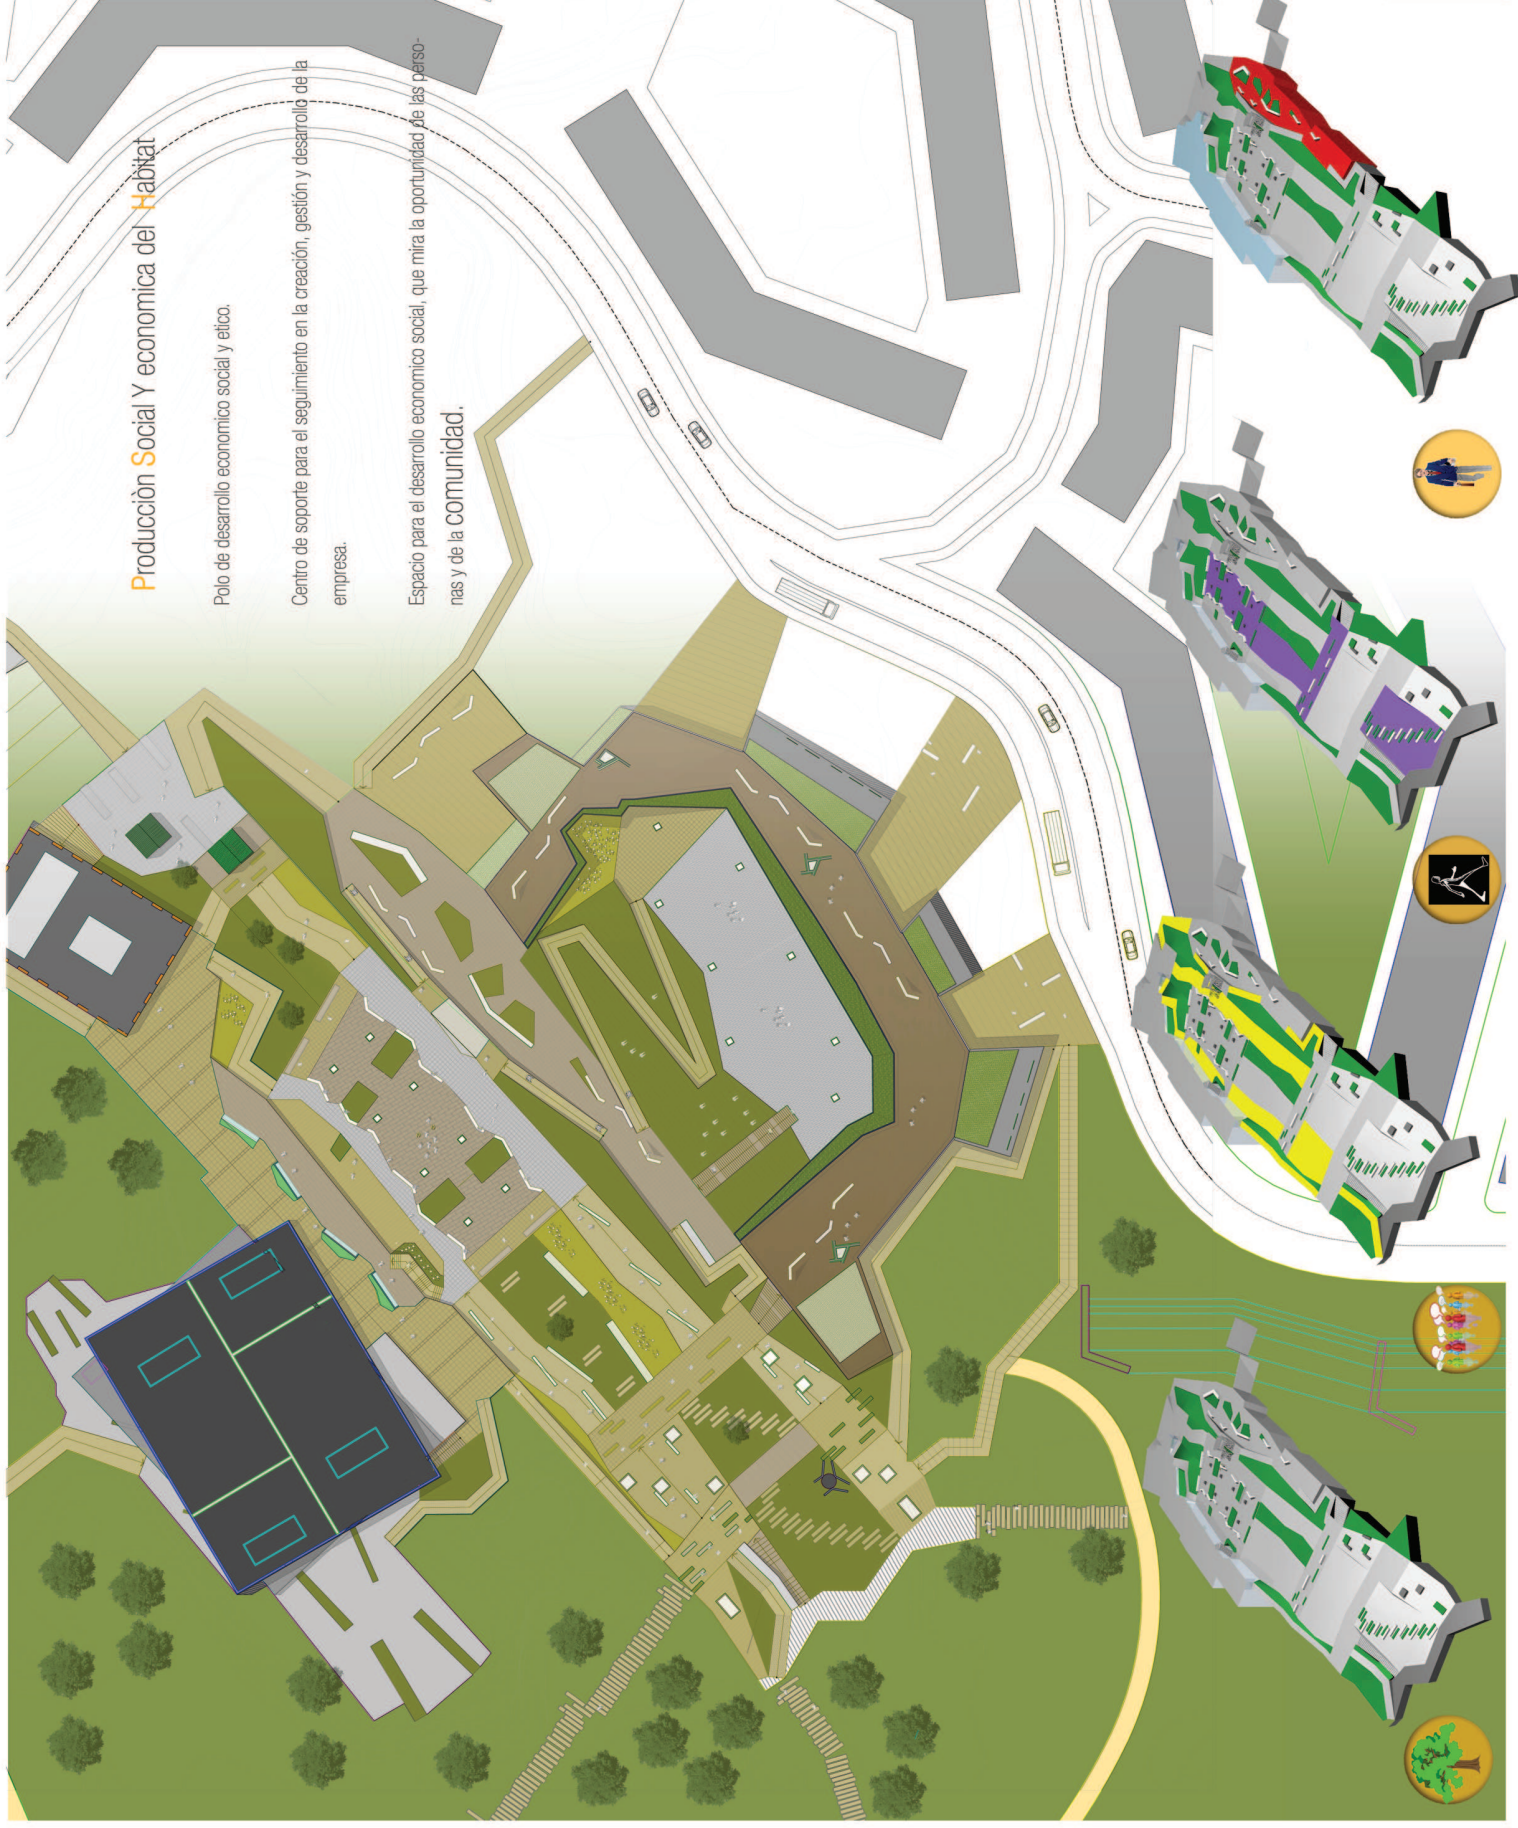 Producciòn Social Y economica del Habitat
Polo de desarrollo economico social y etico.
Centro de soporte para el seguimiento en la creación, gestión y desarrollo de la
empresa.
Espacio para el desarrollo economico social, que mira la oportunidad de las perso-
nas y de la comunidad.